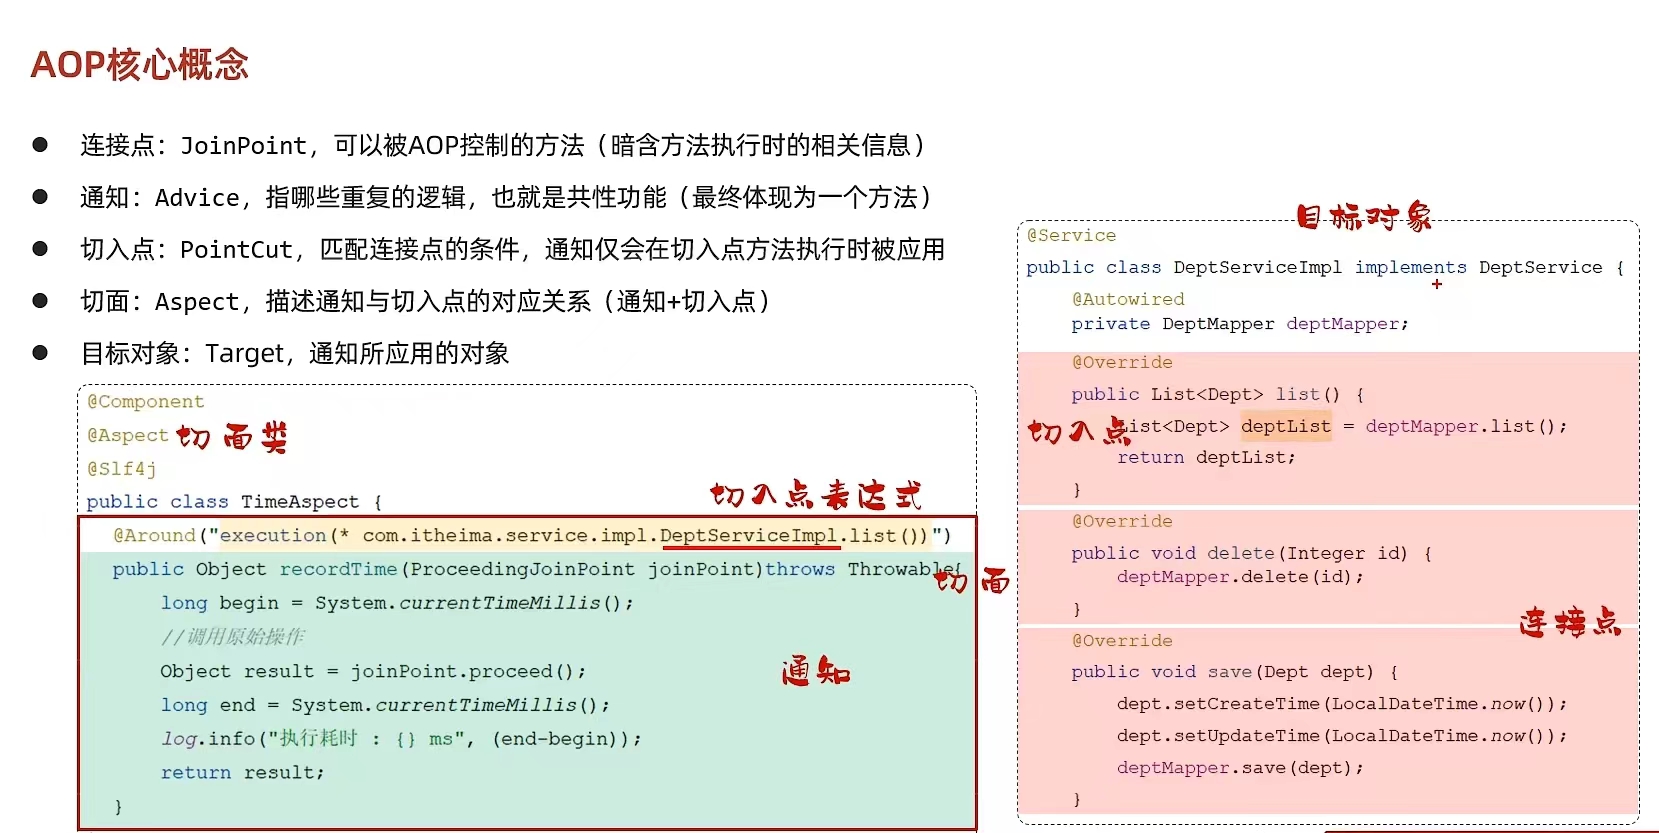 AOP核心概念
● 连接点：JoinPoint，可以被AOP控制的方法（暗含方法执行时的相关信息）
● 通知：Advice，指哪些重复的逻辑，也就是共性功能（最终体现为一个方法）
● 切入点：PointCut，匹配连接点的条件，通知仅会在切入点方法执行时被应用
● 切面：Aspect，描述通知与切入点的对应关系（通知+切入点）
● 目标对象：Target，通知所应用的对象
@Component
@Aspect 切面类
@Slf4j
public class TimeAspect {
切入点表达式
@Around("execution(* com.itheima.service.impl.DeptServiceImpl.list())")
public Object recordTime(ProceedingJoinPoint joinPoint)throws Throwable{
切面
long begin = System.currentTimeMillis();
//调用原始操作
Object result = joinPoint.proceed();
通知
long end = System.currentTimeMillis();
log.info("执行耗时 : {} ms", (end-begin));
return result;
}
目标对象
@Service
public class DeptServiceImpl implements DeptService {
@Autowired
private DeptMapper deptMapper;
@Override
public List<Dept> list() {
切入点
List<Dept> deptList = deptMapper.list();
return deptList;
}
@Override
public void delete(Integer id) {
deptMapper.delete(id);
}
连接点
@Override
public void save(Dept dept) {
dept.setCreateTime(LocalDateTime.now());
dept.setUpdateTime(LocalDateTime.now());
deptMapper.save(dept);
}